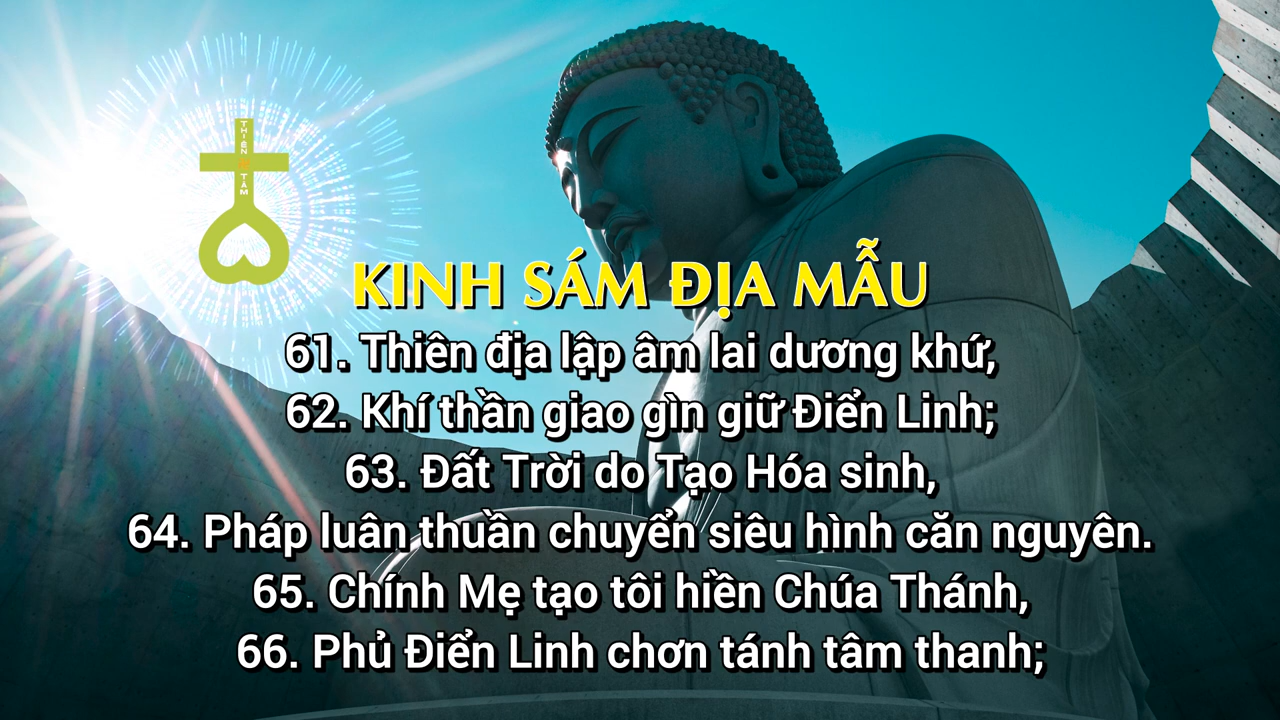 THIÊN
TÂM
KINH SÁM ĐỊA MẪU
61. Thiên địa lập âm lai dương khứ,
62. Khí thần giao gìn giữ Điển Linh;
63. Đất Trời do Tạo Hóa sinh,
64. Pháp luân thuần chuyển siêu hình căn nguyên.
65. Chính Mẹ tạo tôi hiền Chúa Thánh,
66. Phủ Điển Linh chơn tánh tâm thanh;